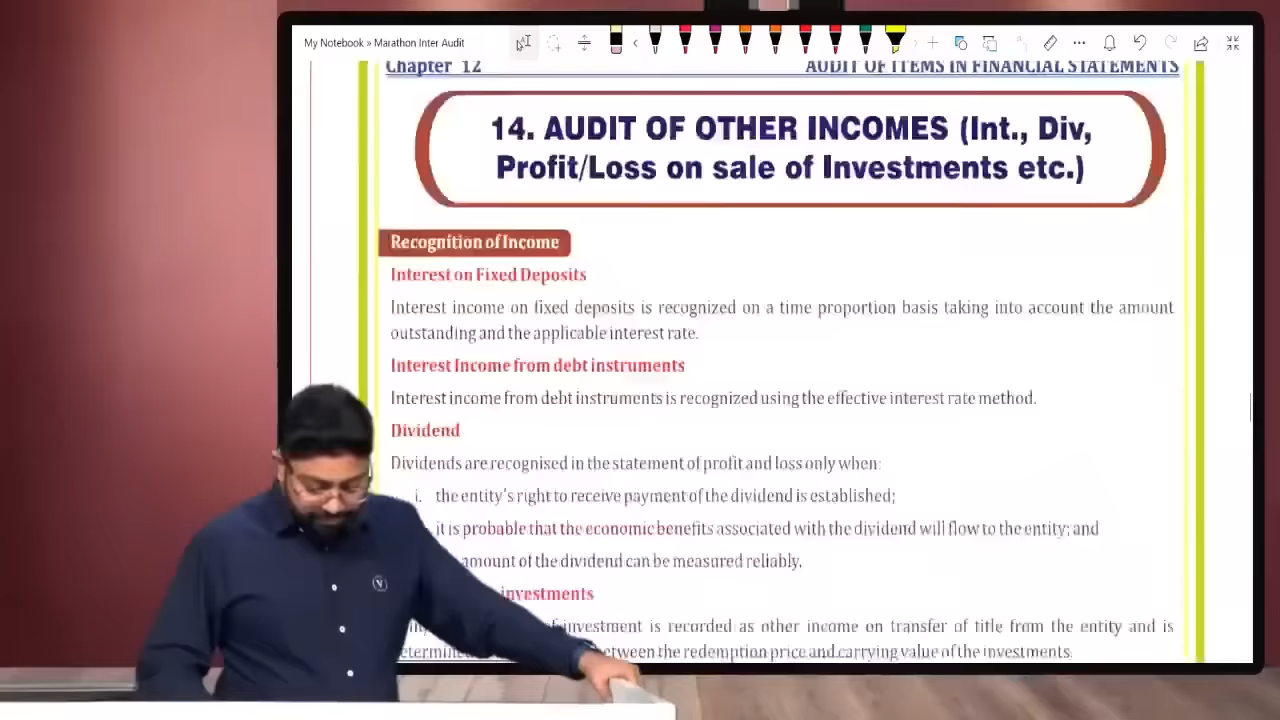 My Notebook » Marathon Inter Audit
Chapter 12
AUDIT OF ITEMS IN FINANCIAL STATEMENTS
14. AUDIT OF OTHER INCOMES (Int., Div,
Profit/Loss on sale of Investments etc.)
Recognition of Income
Interest on Fixed Deposits
Interest income on fixed deposits is recognized on a time proportion basis taking into account the amount
outstanding and the applicable interest rate.
Interest Income from debt instruments
Interest income from debt instruments is recognized using the effective interest rate method.
Dividend
Dividends are recognised in the statement of profit and loss only when:
i. the entity's right to receive payment of the dividend is established;
it is probable that the economic benefits associated with the dividend will flow to the entity; and
amount of the dividend can be measured reliably.
investments
investment is recorded as other income on transfer of title from the entity and is
between the redemption price and carrying value of the investments.
V